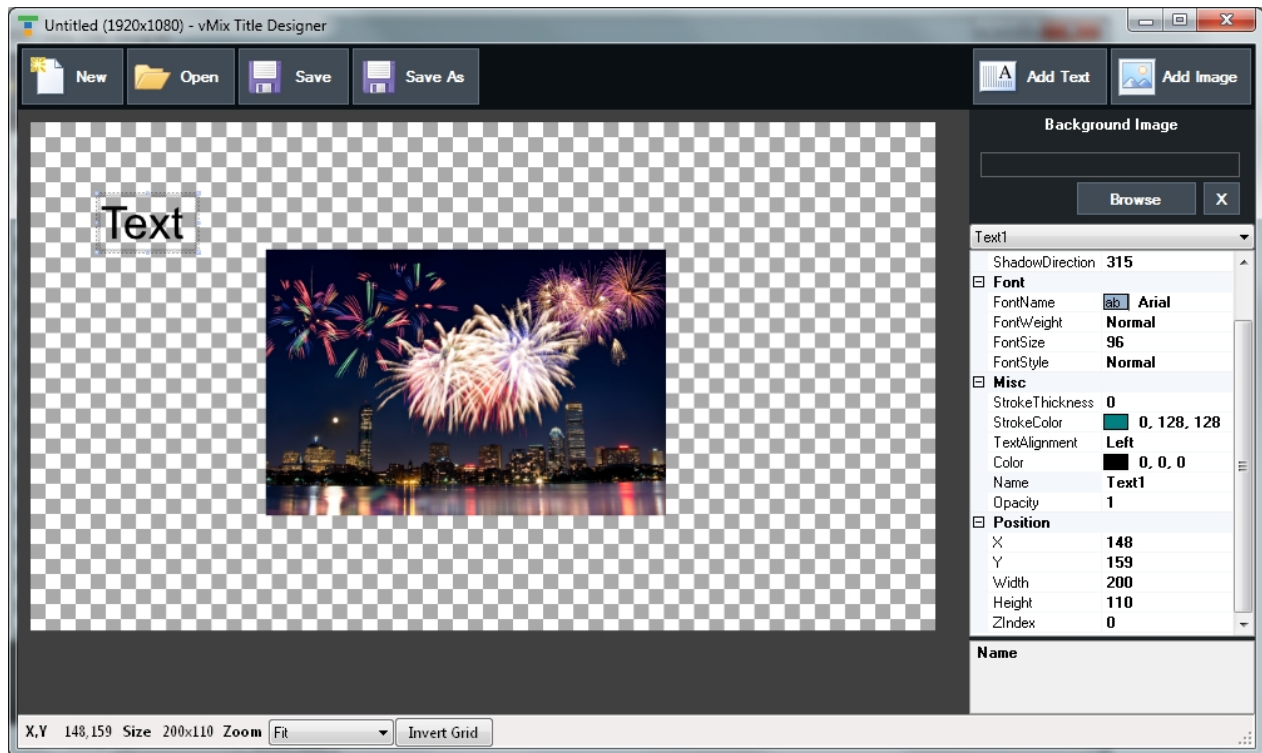 Untitled (1920x1080) - vMix Title Designer
New Open Save Save As Add Text Add Image
Background Image
Browse X
Text
Text1
ShadowDirection 315
Font
FontName ab Arial
FontWeight Normal
FontSize 96
FontStyle Normal
Misc
StrokeThickness 0
StrokeColor 0, 128, 128
TextAlignment Left
Color 0, 0, 0
Name Text1
Opacity 1
Position
X 148
Y 159
Width 200
Height 110
ZIndex 0
Name
X,Y 148,159 Size 200x110 Zoom Fit Invert Grid